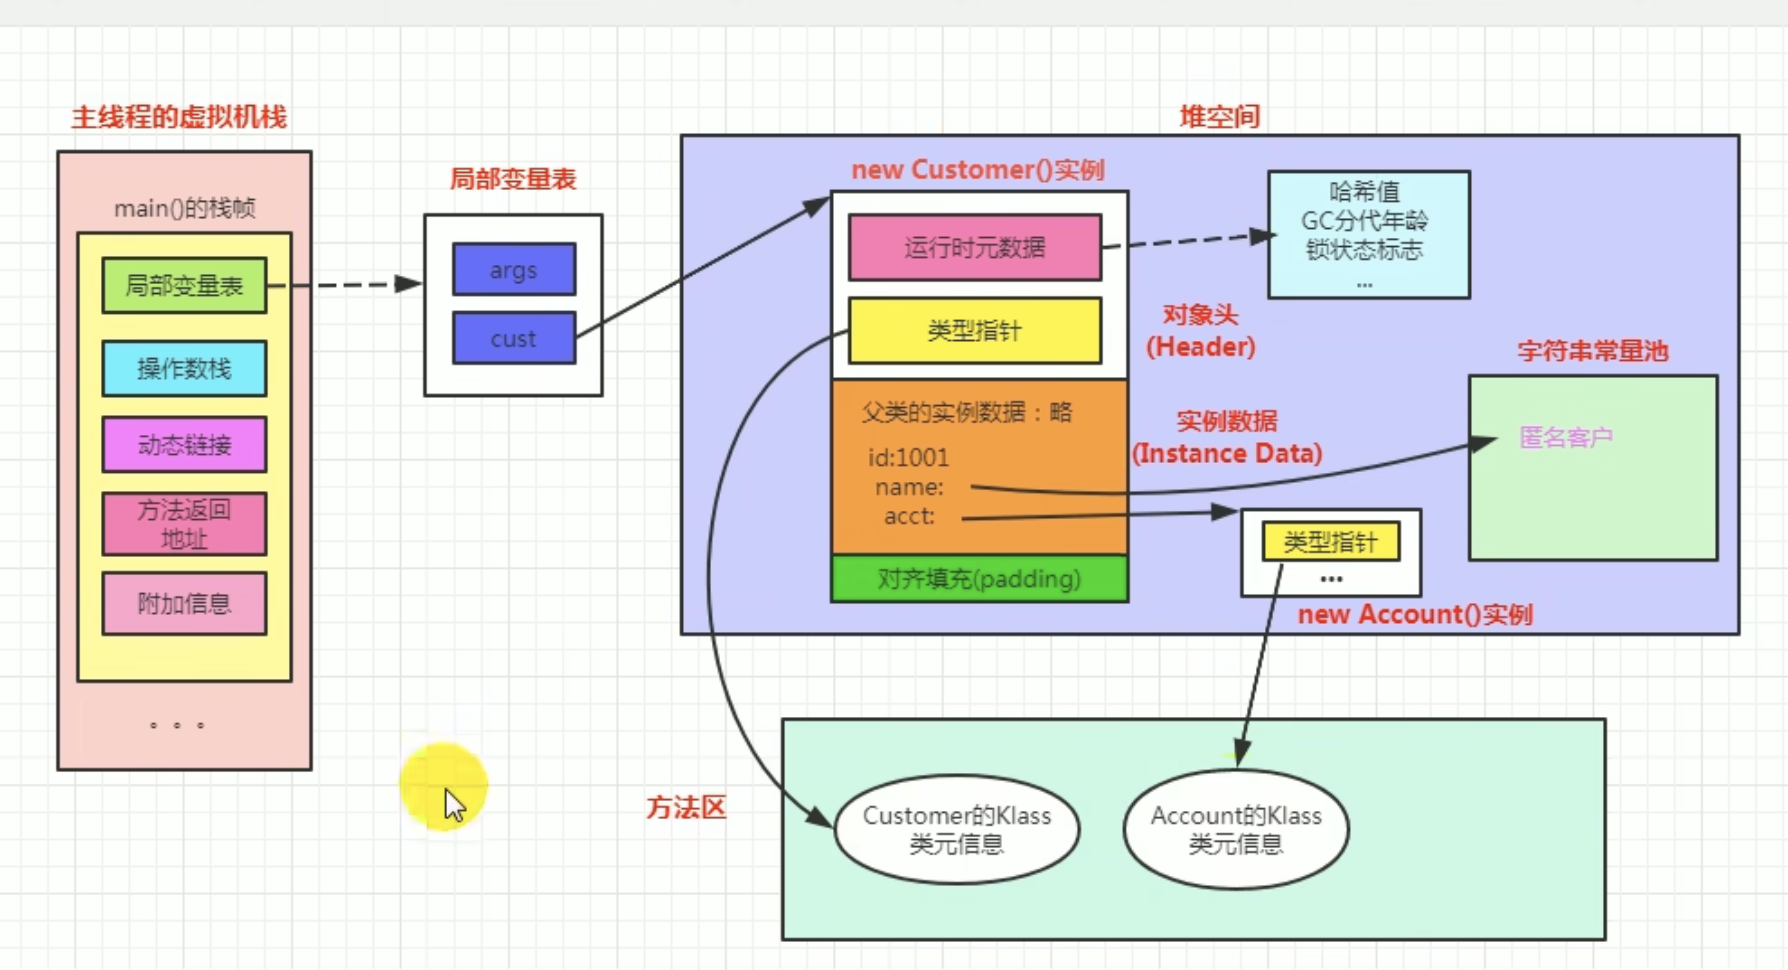 主线程的虚拟机栈
main()的栈帧
局部变量表
操作数栈
动态链接
方法返回
地址
附加信息
。。。
局部变量表
args
cust
堆空间
new Customer()实例
运行时元数据
类型指针
哈希值
GC分代年龄
锁状态标志
...
对象头
(Header)
父类的实例数据：略
id:1001
name:
acct:
实例数据
(Instance Data)
对齐填充(padding)
字符串常量池
匿名客户
类型指针
...
new Account()实例
方法区
Customer的Klass
类元信息
Account的Klass
类元信息